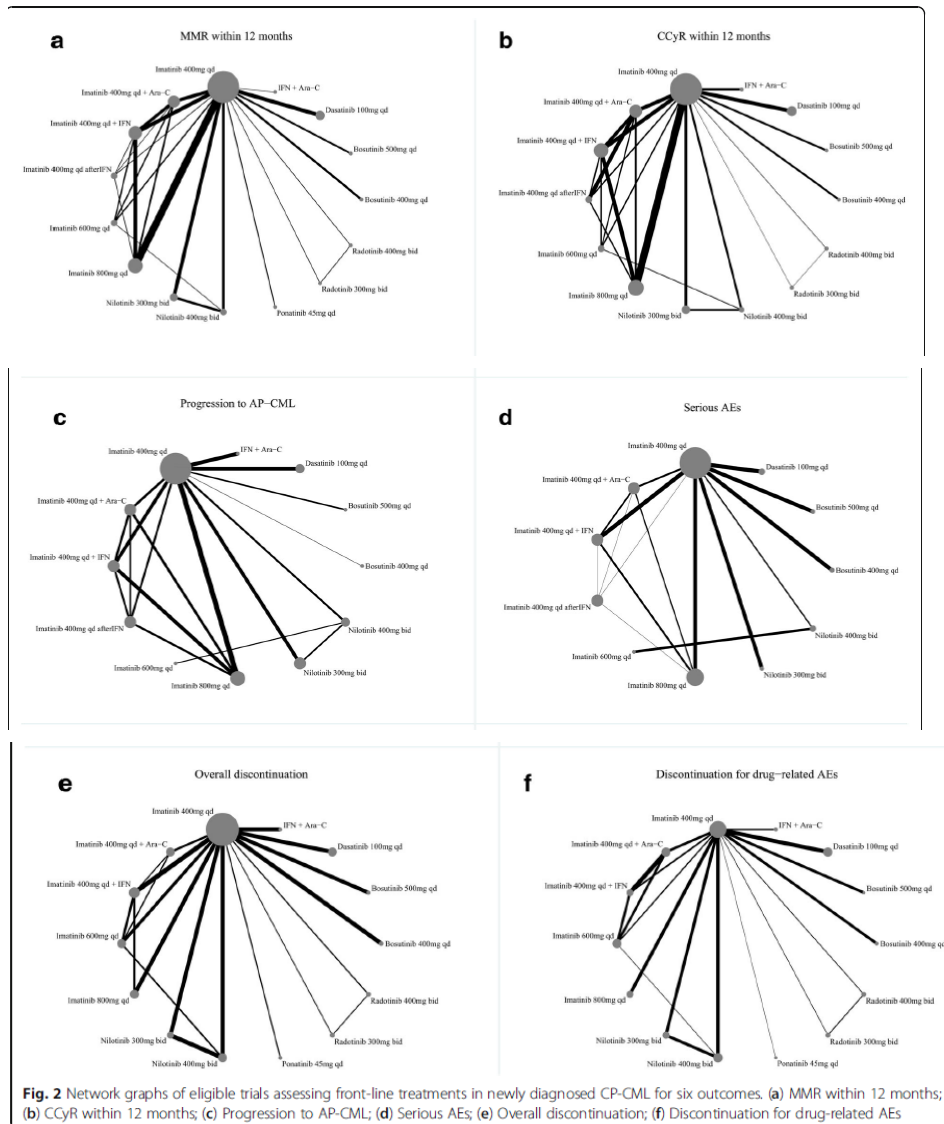 a
MMR within 12 months
Imatinib 400mg qd
IFN + Ara−C
Imatinib 400mg qd + Ara−C
Dasatinib 100mg qd
Imatinib 400mg qd + IFN
Bosutinib 500mg qd
Imatinib 400mg qd afterIFN
Bosutinib 400mg qd
Imatinib 600mg qd
Radotinib 400mg bid
Imatinib 800mg qd
Radotinib 300mg bid
Nilotinib 300mg bid
Nilotinib 400mg bid
Ponatinib 45mg qd
b
CCyR within 12 months
Imatinib 400mg qd
IFN + Ara−C
Imatinib 400mg qd + Ara−C
Dasatinib 100mg qd
Imatinib 400mg qd + IFN
Bosutinib 500mg qd
Imatinib 400mg qd afterIFN
Bosutinib 400mg qd
Imatinib 600mg qd
Radotinib 400mg bid
Imatinib 800mg qd
Radotinib 300mg bid
Nilotinib 300mg bid
Nilotinib 400mg bid
c
Progression to AP−CML
Imatinib 400mg qd
IFN + Ara−C
Dasatinib 100mg qd
Imatinib 400mg qd + Ara−C
Bosutinib 500mg qd
Imatinib 400mg qd + IFN
Bosutinib 400mg qd
Imatinib 400mg qd afterIFN
Nilotinib 400mg bid
Imatinib 600mg qd
Nilotinib 300mg bid
Imatinib 800mg qd
d
Serious AEs
Imatinib 400mg qd
Dasatinib 100mg qd
Imatinib 400mg qd + Ara−C
Bosutinib 500mg qd
Imatinib 400mg qd + IFN
Bosutinib 400mg qd
Imatinib 400mg qd afterIFN
Nilotinib 400mg bid
Imatinib 600mg qd
Nilotinib 300mg bid
Imatinib 800mg qd
e
Overall discontinuation
Imatinib 400mg qd
IFN + Ara−C
Imatinib 400mg qd + Ara−C
Dasatinib 100mg qd
Imatinib 400mg qd + IFN
Bosutinib 500mg qd
Imatinib 600mg qd
Bosutinib 400mg qd
Imatinib 800mg qd
Radotinib 400mg bid
Nilotinib 300mg bid
Radotinib 300mg bid
Nilotinib 400mg bid
Ponatinib 45mg qd
f
Discontinuation for drug−related AEs
Imatinib 400mg qd
IFN + Ara−C
Imatinib 400mg qd + Ara−C
Dasatinib 100mg qd
Imatinib 400mg qd + IFN
Bosutinib 500mg qd
Imatinib 600mg qd
Bosutinib 400mg qd
Imatinib 800mg qd
Radotinib 400mg bid
Nilotinib 300mg bid
Radotinib 300mg bid
Nilotinib 400mg bid
Ponatinib 45mg qd
Fig. 2 Network graphs of eligible trials assessing front-line treatments in newly diagnosed CP-CML for six outcomes. (a) MMR within 12 months;
(b) CCyR within 12 months; (c) Progression to AP-CML; (d) Serious AEs; (e) Overall discontinuation; (f) Discontinuation for drug-related AEs